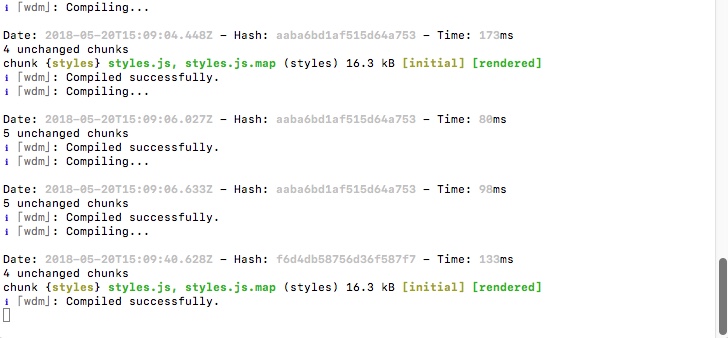 ℹ ｢wdm｣: Compiling...
Date: 2018-05-20T15:09:04.448Z - Hash: aaba6bd1af515d64a753 - Time: 173ms
4 unchanged chunks
chunk {styles} styles.js, styles.js.map (styles) 16.3 kB [initial] [rendered]
ℹ ｢wdm｣: Compiled successfully.
ℹ ｢wdm｣: Compiling...
Date: 2018-05-20T15:09:06.027Z - Hash: aaba6bd1af515d64a753 - Time: 80ms
5 unchanged chunks
ℹ ｢wdm｣: Compiled successfully.
ℹ ｢wdm｣: Compiling...
Date: 2018-05-20T15:09:06.633Z - Hash: aaba6bd1af515d64a753 - Time: 98ms
5 unchanged chunks
ℹ ｢wdm｣: Compiled successfully.
ℹ ｢wdm｣: Compiling...
Date: 2018-05-20T15:09:40.628Z - Hash: f6d4db58756d36f587f7 - Time: 133ms
4 unchanged chunks
chunk {styles} styles.js, styles.js.map (styles) 16.3 kB [initial] [rendered]
ℹ ｢wdm｣: Compiled successfully.